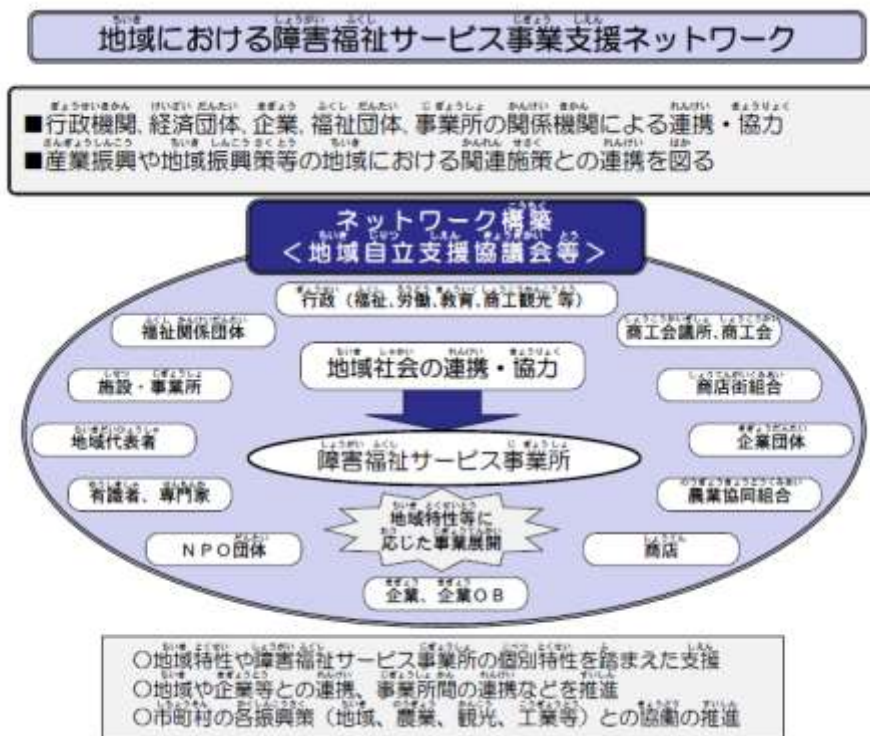 地域における障害福祉サービス事業支援ネットワーク
■行政機関、経済団体、企業、福祉団体、事業所の関係機関による連携・協力
■産業振興や地域振興策等の地域における関連施策との連携を図る
ネットワーク構築
＜地域自立支援協議会等＞
行政（福祉、労働、教育、商工観光 等）
福祉関係団体
商工会議所、商工会
地域社会の連携・協力
施設・事業所
商店街組合
地域代表者
企業団体
障害福祉サービス事業所
有識者、専門家
農業協同組合
地域特性等に
応じた事業展開
ＮＰＯ団体
商店
企業、企業ＯＢ
○地域特性や障害福祉サービス事業所の個別特性を踏まえた支援
○地域や企業等との連携、事業所間の連携などを推進
○市町村の各振興策（地域、農業、観光、工業等）との協働の推進